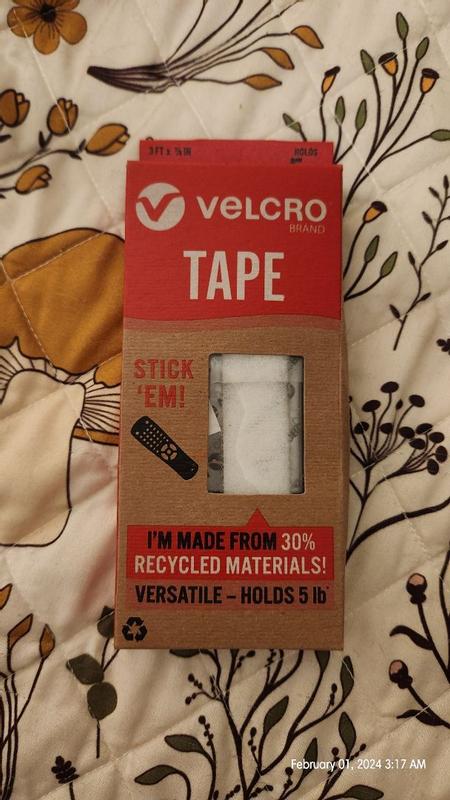 3 FT x ¾ IN HOLDS
VELCRO
BRAND
TAPE
STICK
'EM!
I'M MADE FROM 30%
RECYCLED MATERIALS!
VERSATILE – HOLDS 5 lb*
February 01, 2024 3:17 AM